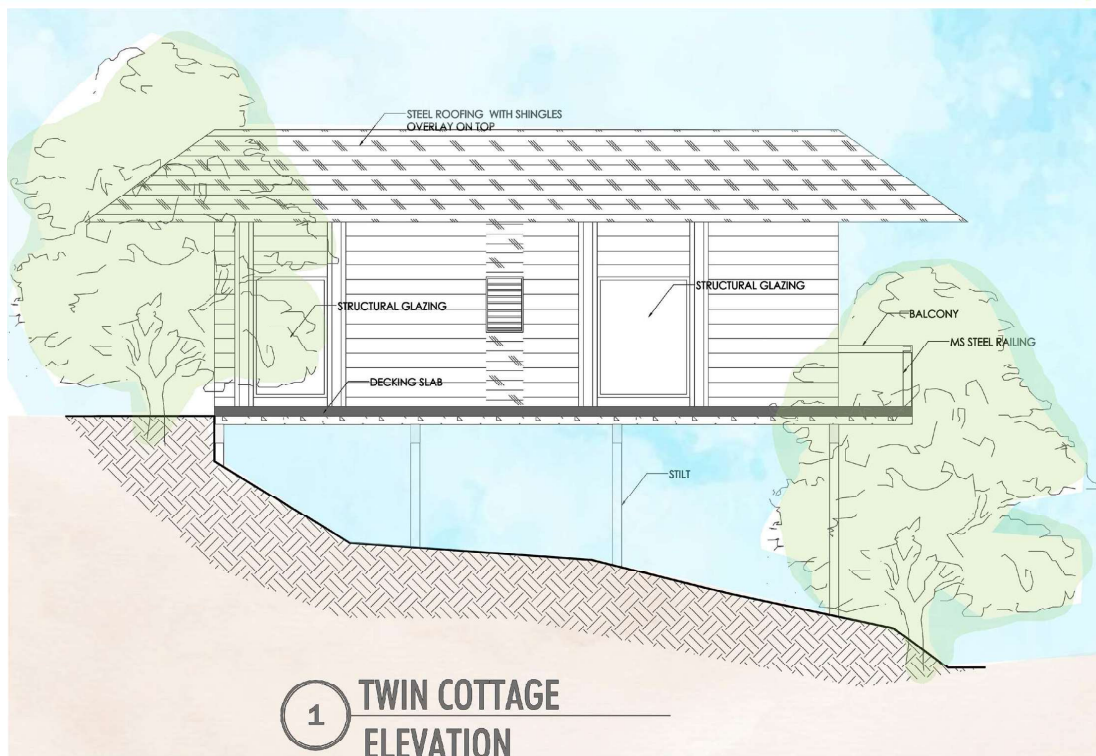 STEEL ROOFING WITH SHINGLES
OVERLAY ON TOP
STRUCTURAL GLAZING
STRUCTURAL GLAZING
BALCONY
MS STEEL RAILING
DECKING SLAB
STILT
1
TWIN COTTAGE
ELEVATION